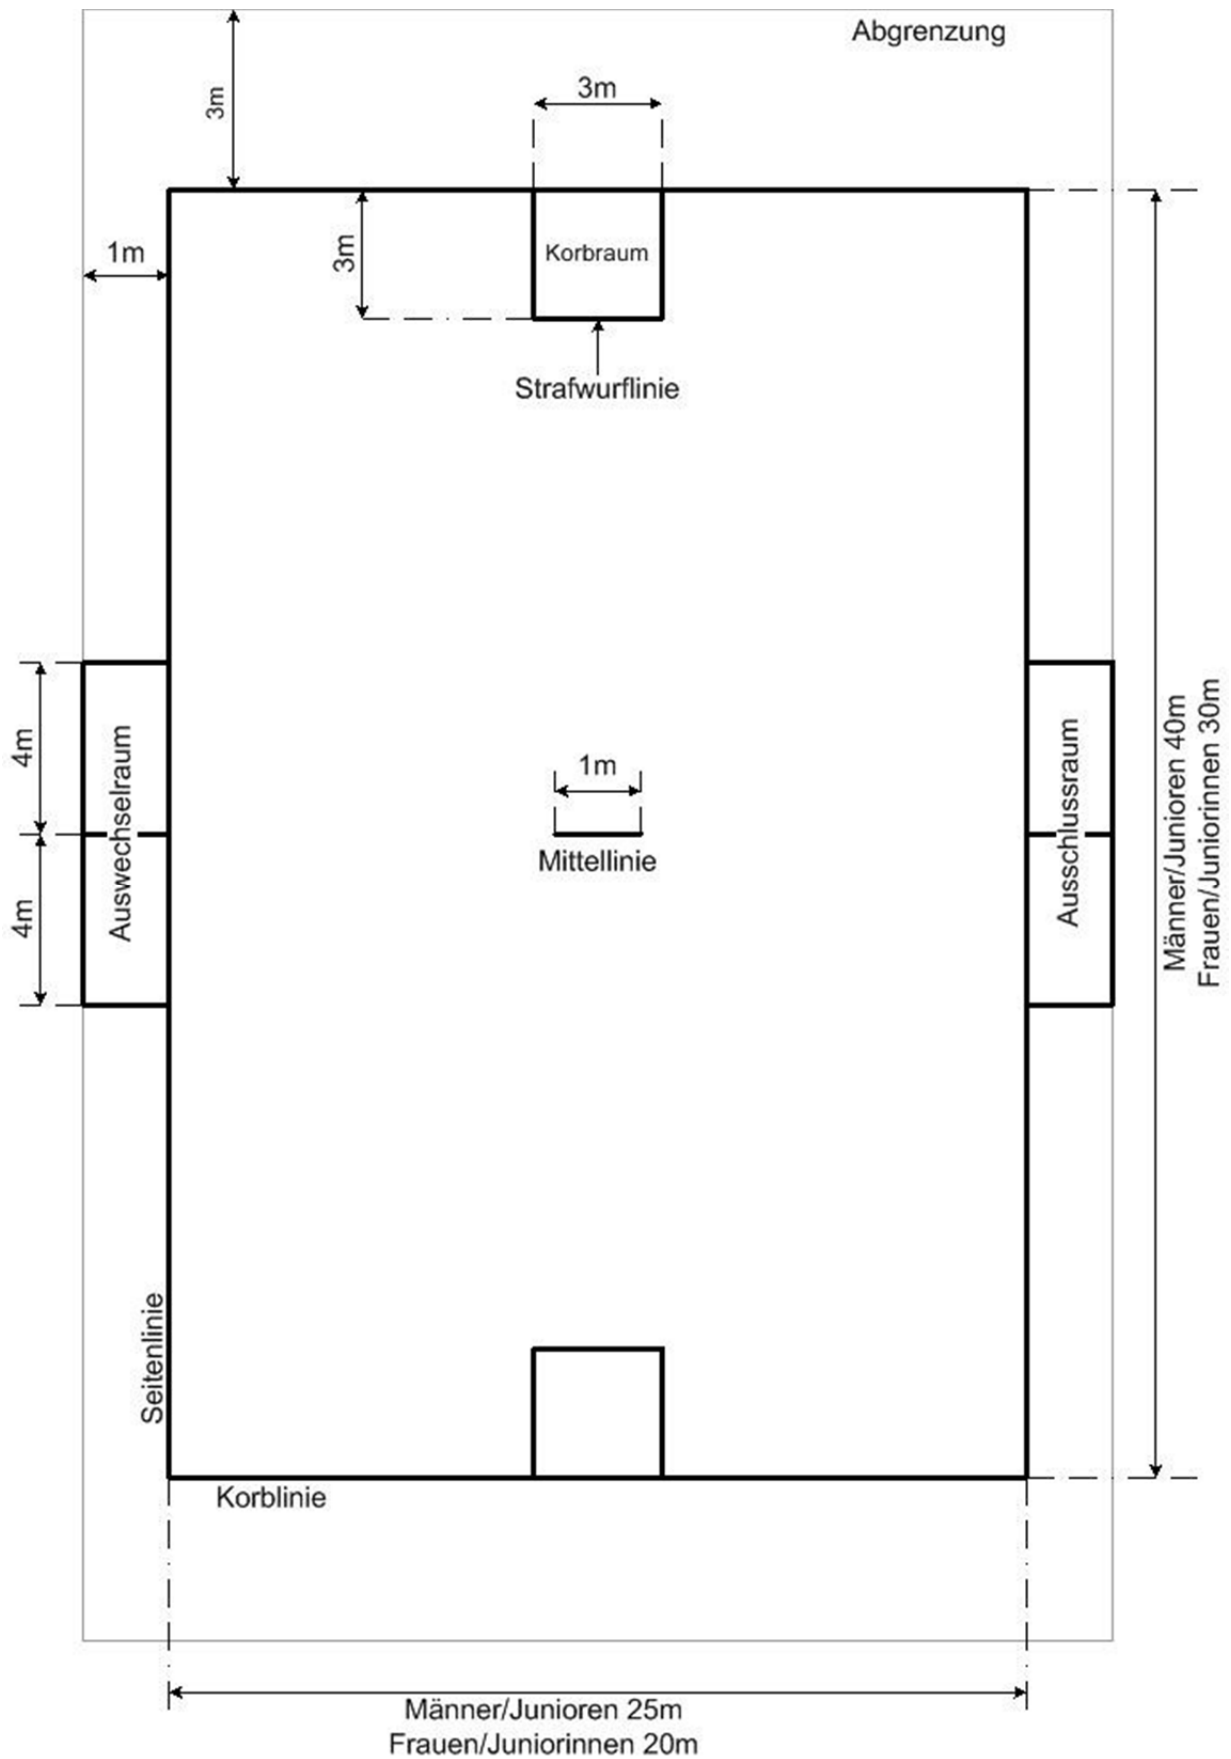 Abgrenzung
3m
3m
1m
3m
Korbraum
Strafwurflinie
4m
4m
Auswechselraum
1m
Mittellinie
Ausschlussraum
Männer/Junioren 40m
Frauen/Juniorinnen 30m
Seitenlinie
Korblinie
Männer/Junioren 25m
Frauen/Juniorinnen 20m